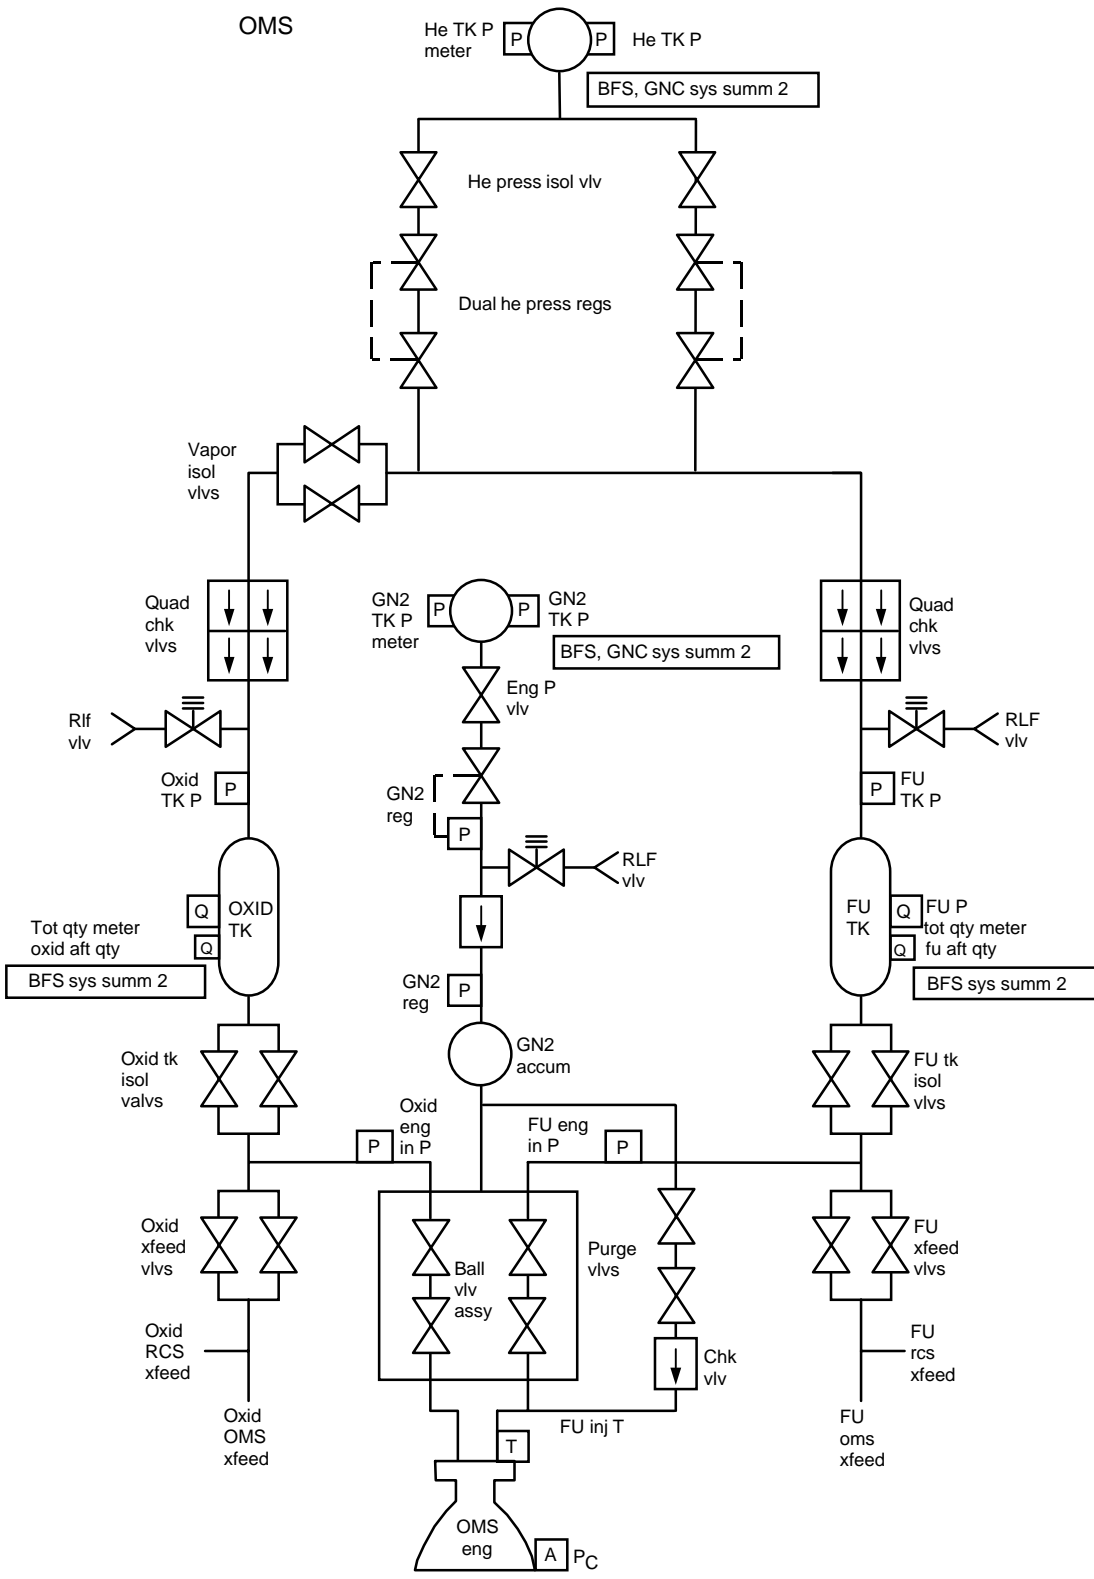 OMS
He TK P
meter
P
P
He TK P
BFS, GNC sys summ 2
He press isol vlv
Dual he press regs
Vapor
isol
vlvs
Quad
chk
vlvs
GN2
TK P
meter
P
P
GN2
TK P
BFS, GNC sys summ 2
Quad
chk
vlvs
Eng P
vlv
Rlf
vlv
RLF
vlv
Oxid
TK P
P
GN2
reg
P
P
FU
TK P
RLF
vlv
OXID
TK
Q
Q
Tot qty meter
oxid aft qty
BFS sys summ 2
FU
TK
Q
Q
FU P
tot qty meter
fu aft qty
BFS sys summ 2
GN2
reg
P
GN2
accum
Oxid tk
isol
valvs
FU tk
isol
vlvs
Oxid
eng
in P
P
FU eng
in P
P
Oxid
xfeed
vlvs
Ball
vlv
assy
Purge
vlvs
FU
xfeed
vlvs
Oxid
RCS
xfeed
Chk
vlv
FU
rcs
xfeed
Oxid
OMS
xfeed
FU inj T
T
FU
oms
xfeed
OMS
eng
A
PC